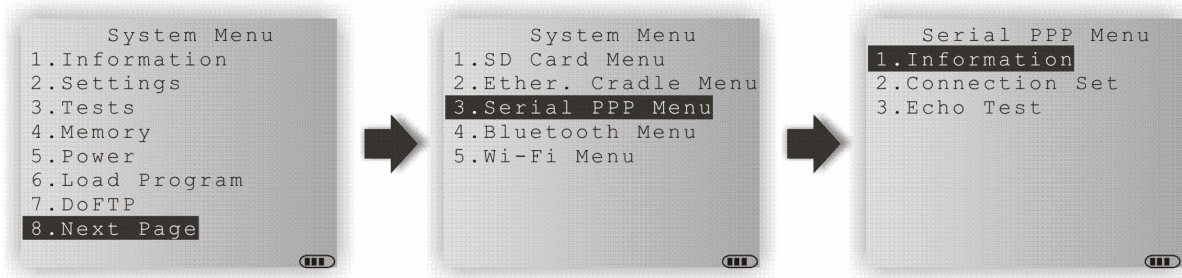 System Menu
1.Information
2.Settings
3.Tests
4.Memory
5.Power
6.Load Program
7.DoFTP
8.Next Page
System Menu
1.SD Card Menu
2.Ether. Cradle Menu
3.Serial PPP Menu
4.Bluetooth Menu
5.Wi-Fi Menu
Serial PPP Menu
1.Information
2.Connection Set
3.Echo Test